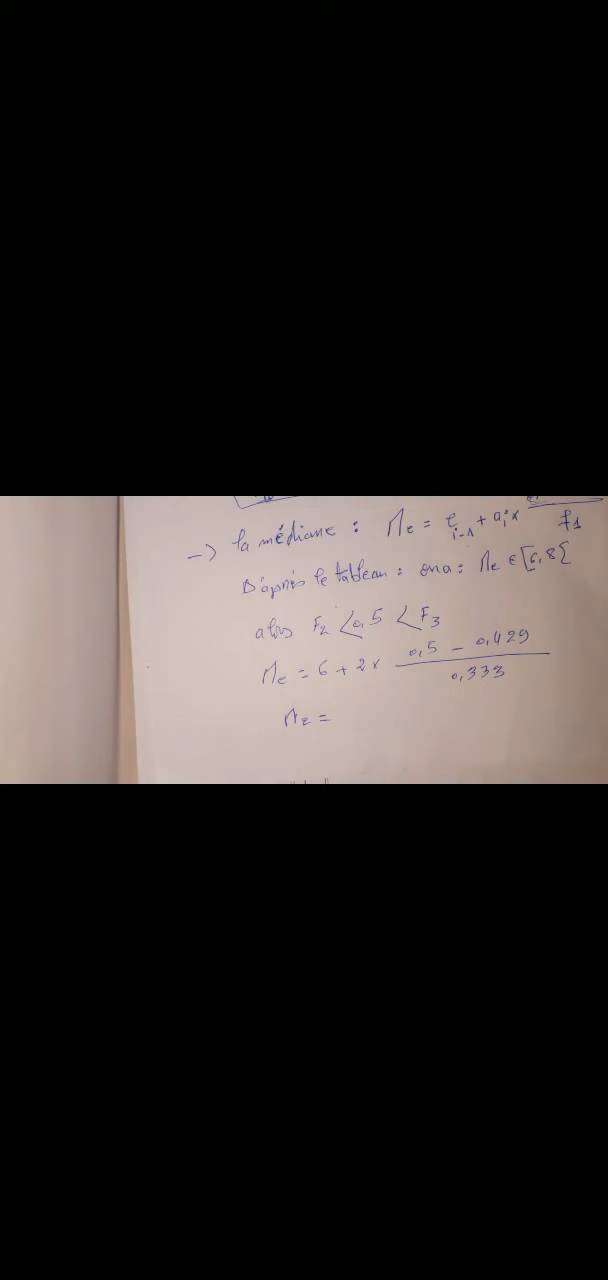 -> la médiane : Me = e i-1 + ai x / f1
D'après le tableau : on a : Me ∈ [6,8[
alors F2 < 0,5 < F3
Me = 6 + 2 x (0,5 - 0,429) / 0,333
Me =